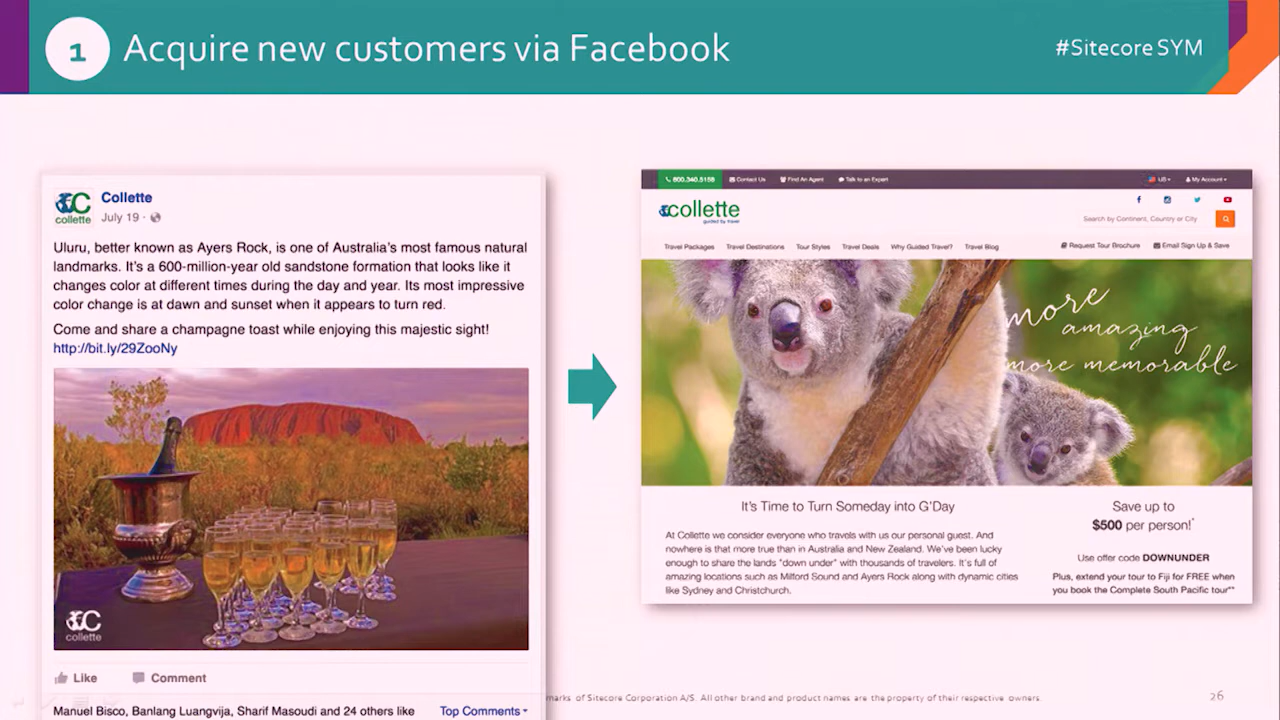 1
Acquire new customers via Facebook
#Sitecore SYM
collette
Collette
July 19 ·
Uluru, better known as Ayers Rock, is one of Australia's most famous natural
landmarks. It's a 600-million-year old sandstone formation that looks like it
changes color at different times during the day and year. Its most impressive
color change is at dawn and sunset when it appears to turn red.
Come and share a champagne toast while enjoying this majestic sight!
http://bit.ly/29ZooNy
collette
Like Comment
Manuel Bisco, Banlang Luangvija, Sharif Masoudi and 24 others like
Top Comments
800.340.5158 Contact Us Find An Agent Talk to an Expert US My Account
collette
guided by travel
Search by Continent, Country or City
Travel Packages Travel Destinations Tour Styles Travel Deals Why Guided Travel? Travel Blog Request Tour Brochure Email Sign Up & Save
more
amazing
more memorable
It's Time to Turn Someday into G'Day
At Collette we consider everyone who travels with us our personal guest. And
nowhere is that more true than in Australia and New Zealand. We've been lucky
enough to share the lands "down under" with thousands of travelers. It's full of
amazing locations such as Milford Sound and Ayers Rock along with dynamic cities
like Sydney and Christchurch.
Save up to
$500 per person!*
Use offer code DOWNUNDER
Plus, extend your tour to Fiji for FREE when
you book the Complete South Pacific tour**
marks of Sitecore Corporation A/S. All other brand and product names are the property of their respective owners.
26